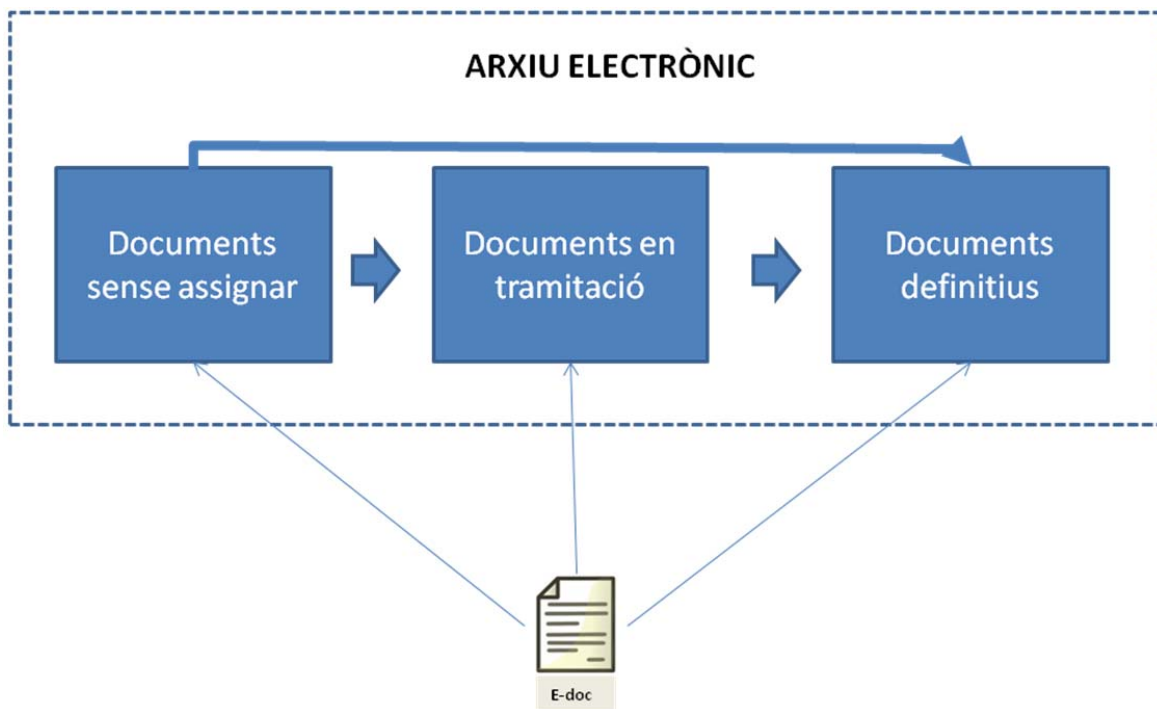 ARXIU ELECTRÒNIC
Documents
sense assignar
Documents en
tramitació
Documents
definitius
E-doc